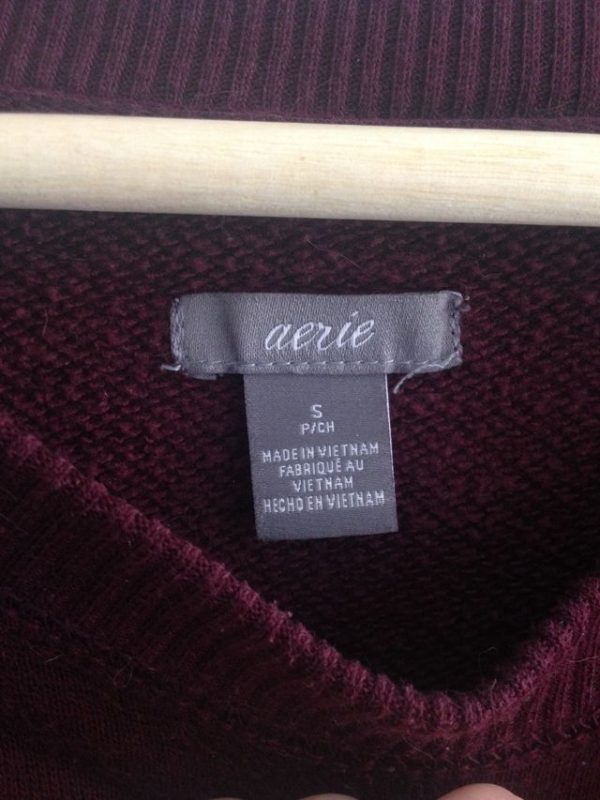 aerie
S
P/CH
MADE IN VIETNAM
FABRIQUÉ AU
VIETNAM
HECHO EN VIETNAM